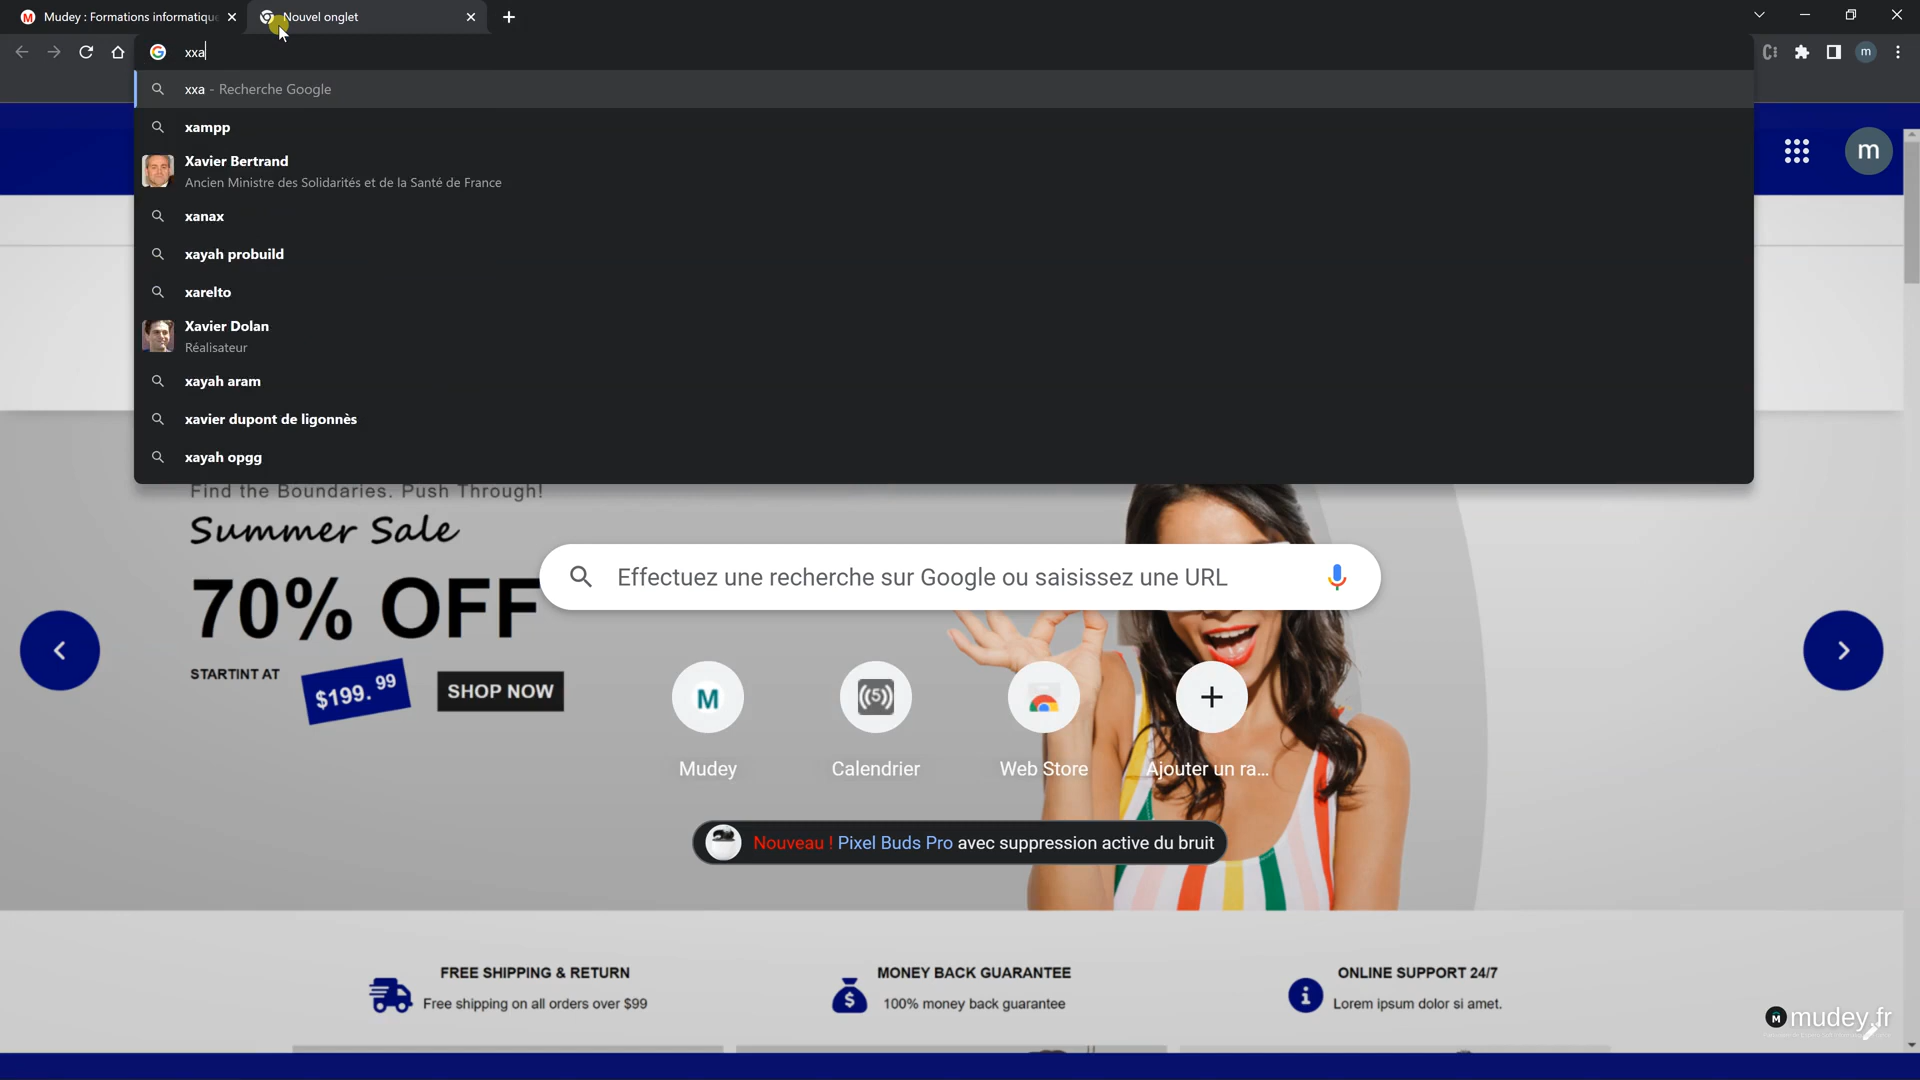 Mudey : Formations informatique
Nouvel onglet
xxa
m
xxa - Recherche Google
xampp
Xavier Bertrand
Ancien Ministre des Solidarités et de la Santé de France
m
xanax
xayah probuild
xarelto
Xavier Dolan
Réalisateur
xayah aram
xavier dupont de ligonnès
xayah opgg
Find the Boundaries. Push Through!
Summer Sale
70% OFF
STARTINT AT
$199. 99
SHOP NOW
Effectuez une recherche sur Google ou saisissez une URL
M
Mudey
Calendrier
Web Store
Ajouter un ra...
Nouveau ! Pixel Buds Pro avec suppression active du bruit
FREE SHIPPING & RETURN
Free shipping on all orders over $99
MONEY BACK GUARANTEE
100% money back guarantee
ONLINE SUPPORT 24/7
Lorem ipsum dolor si amet.
mudey.fr